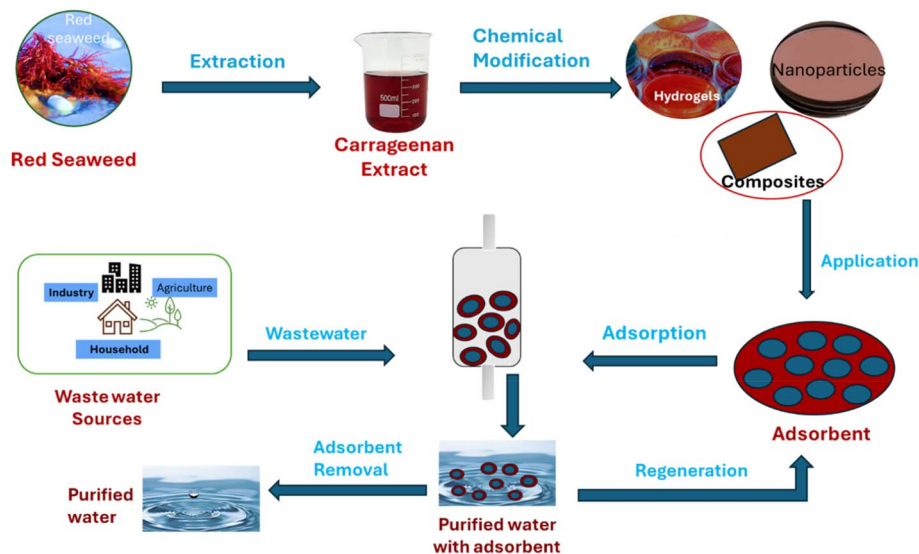 Red
seaweed
Extraction
500ml
Chemical
Modification
Hydrogels
Nanoparticles
Red Seaweed
Carrageenan
Extract
Composites
Application
Industry
Agriculture
Household
Wastewater
Adsorption
Waste water
Sources
Adsorbent
Adsorbent
Removal
Regeneration
Purified
water
Purified water
with adsorbent